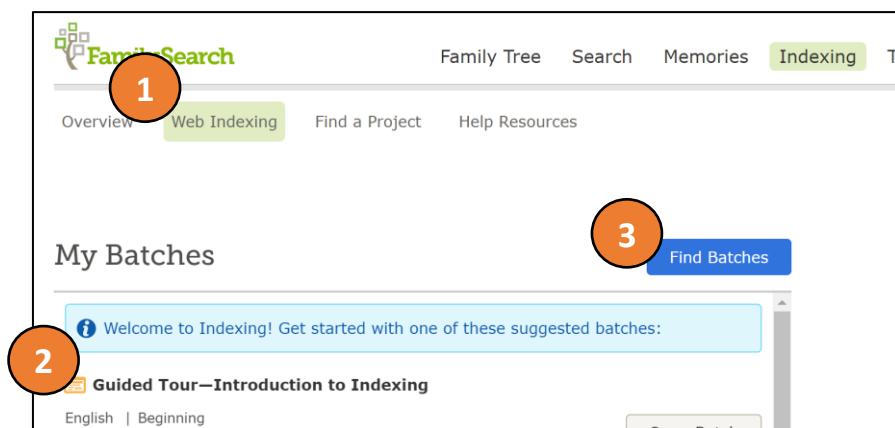 FamilySearch
Family Tree Search Memories Indexing
1
Overview Web Indexing Find a Project Help Resources
3
My Batches Find Batches
Welcome to Indexing! Get started with one of these suggested batches:
2
Guided Tour—Introduction to Indexing
English | Beginning